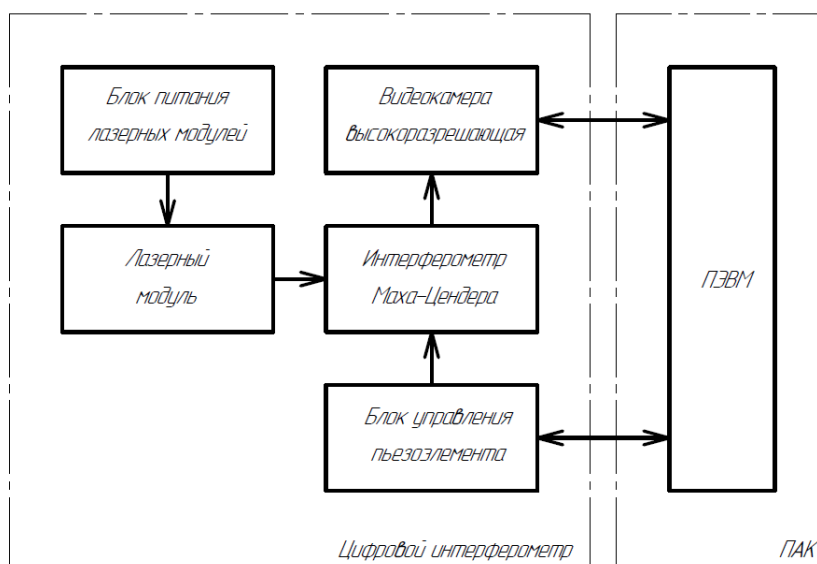 Блок питания
лазерных модулей
Видеокамера
высокоразрешающая
Лазерный
модуль
Интерферометр
Маха-Цендера
ПЭВМ
Блок управления
пьезоэлемента
Цифровой интерферометр
ПАК